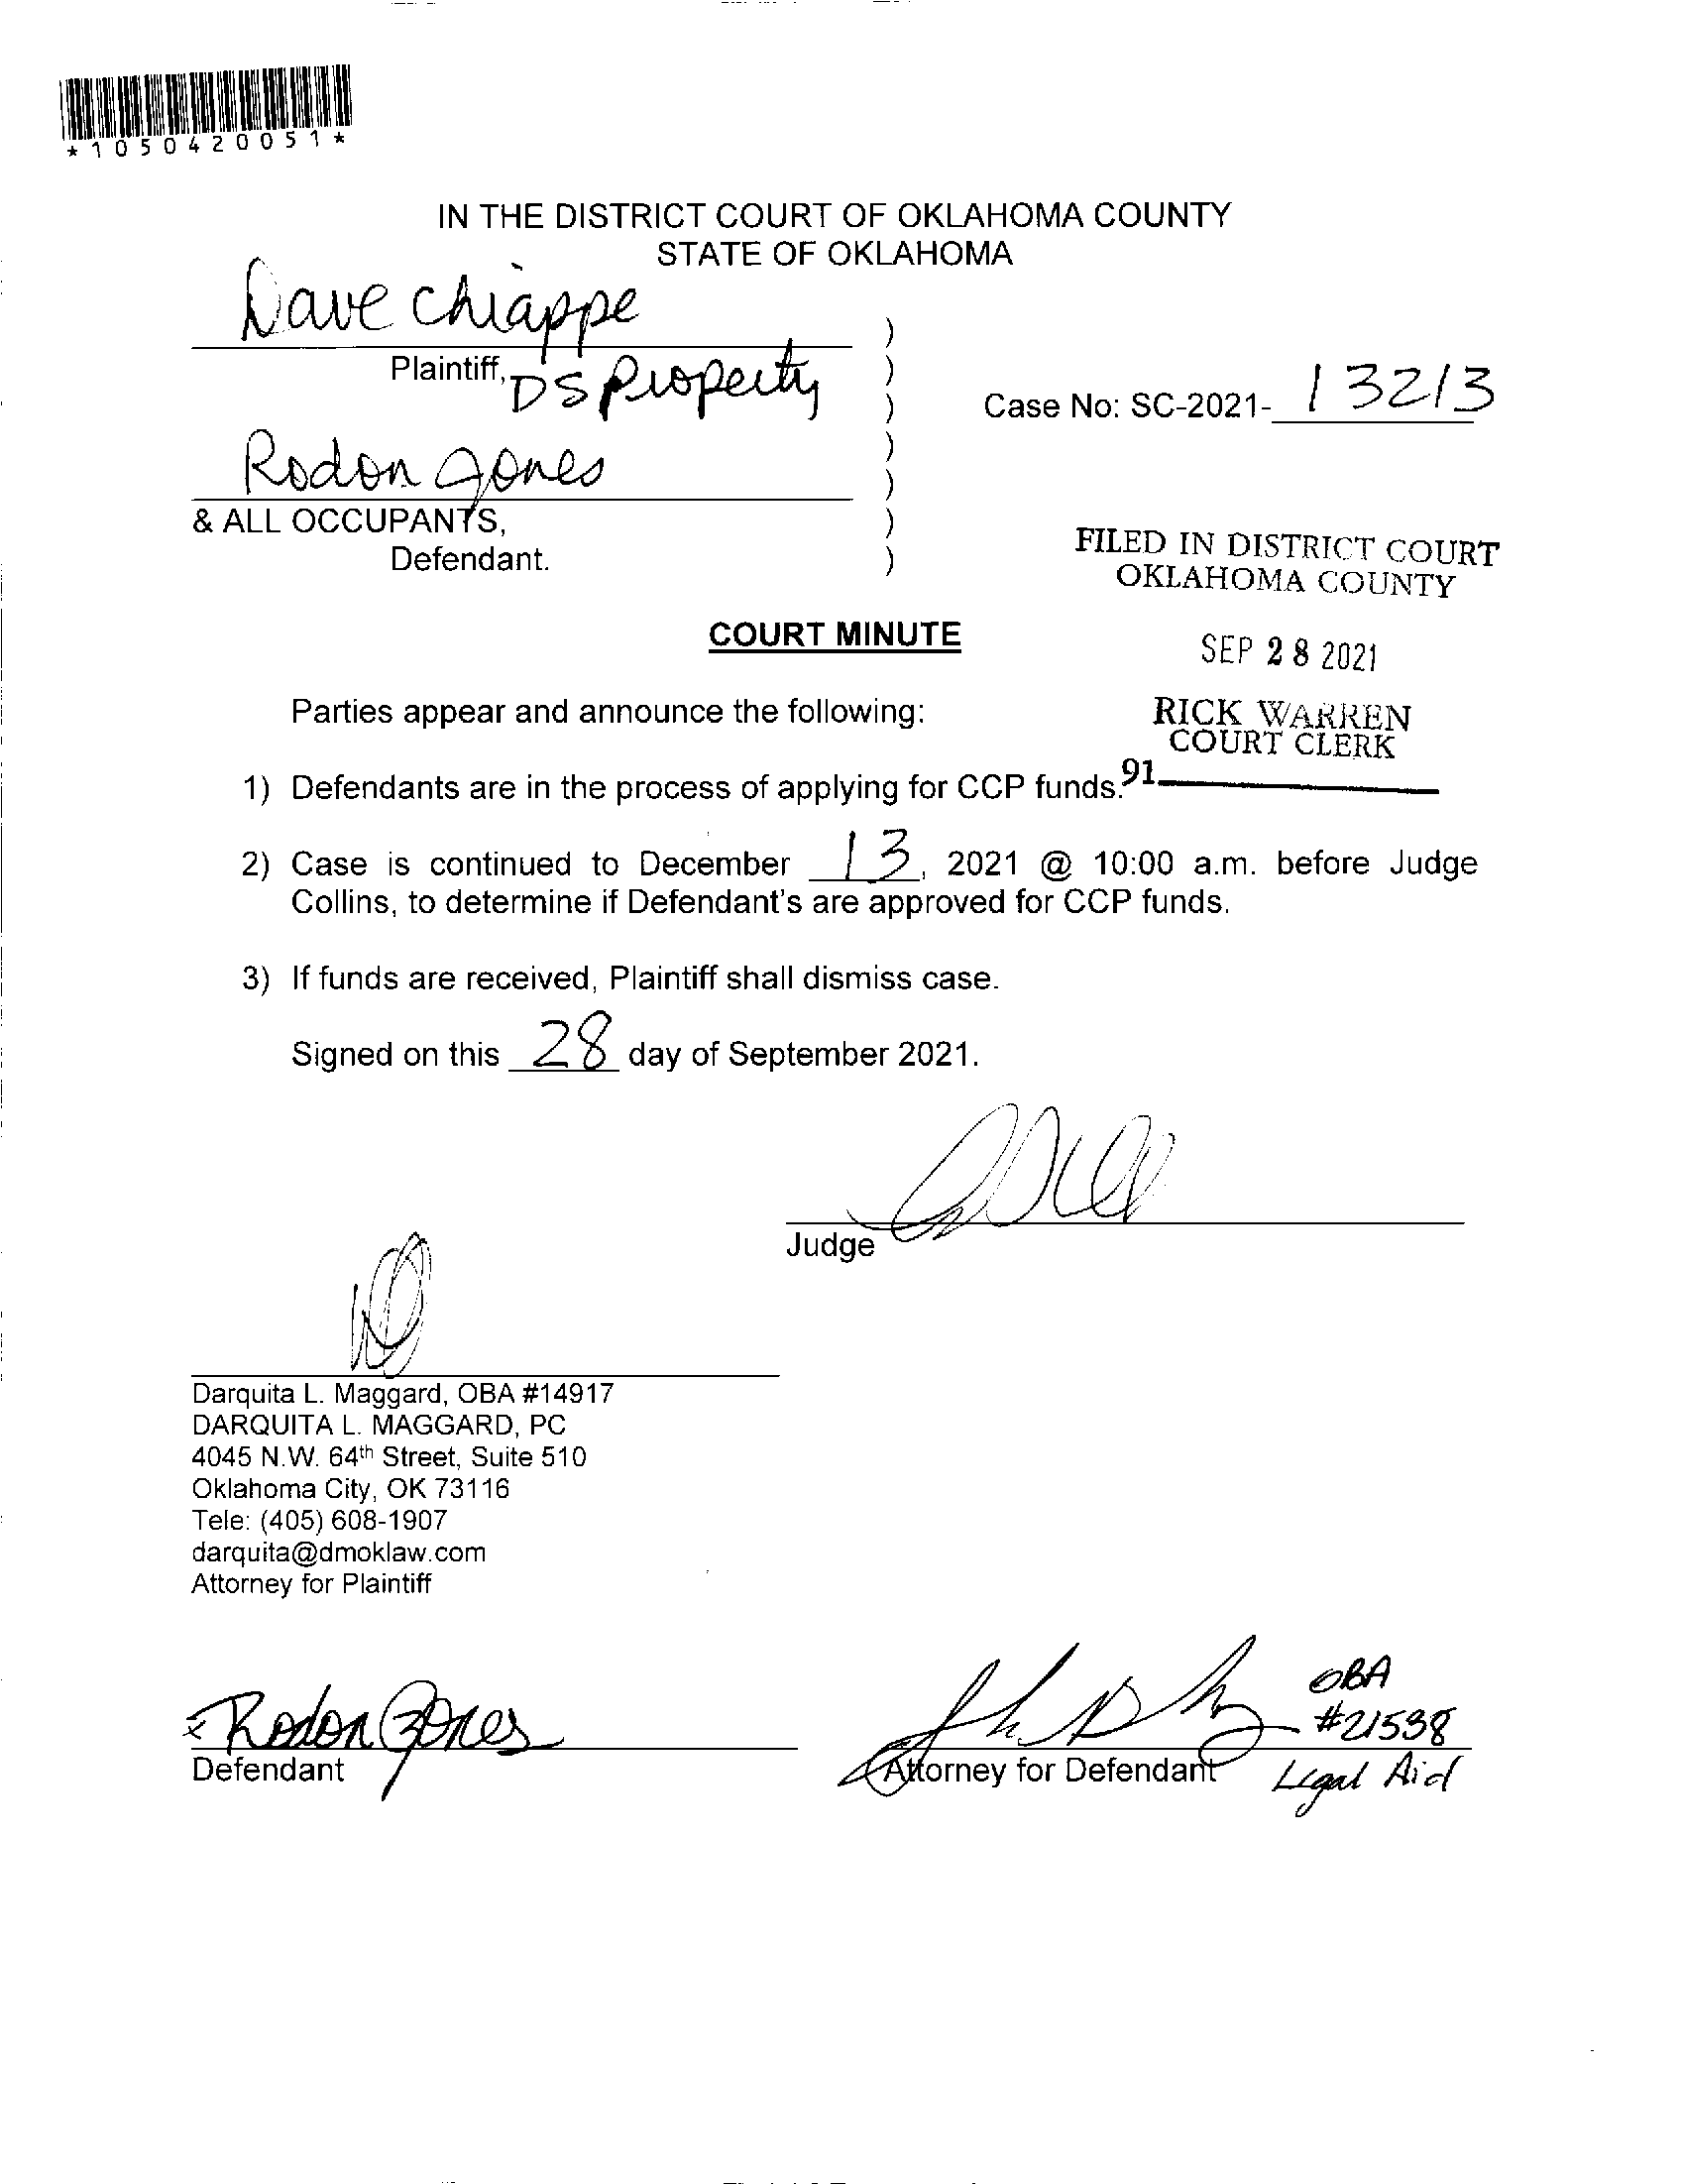 *1050420051*
IN THE DISTRICT COURT OF OKLAHOMA COUNTY
STATE OF OKLAHOMA
Dave Chiappe
Plaintiff, DS Property
Case No: SC-2021- 13213
Rodon Jones
& ALL OCCUPANTS,
Defendant.
)
)
)
)
)
)
)
FILED IN DISTRICT COURT
OKLAHOMA COUNTY
SEP 28 2021
RICK WARREN
COURT CLERK
91
COURT MINUTE
Parties appear and announce the following:
1) Defendants are in the process of applying for CCP funds.
2) Case is continued to December 13, 2021 @ 10:00 a.m. before Judge
Collins, to determine if Defendant's are approved for CCP funds.
3) If funds are received, Plaintiff shall dismiss case.
Signed on this 28 day of September 2021.
Judge
Darquita L. Maggard, OBA #14917
DARQUITA L. MAGGARD, PC
4045 N.W. 64th Street, Suite 510
Oklahoma City, OK 73116
Tele: (405) 608-1907
darquita@dmoklaw.com
Attorney for Plaintiff
x Rodon Jones
Defendant
OBA
#21538
Attorney for Defendant Legal Aid